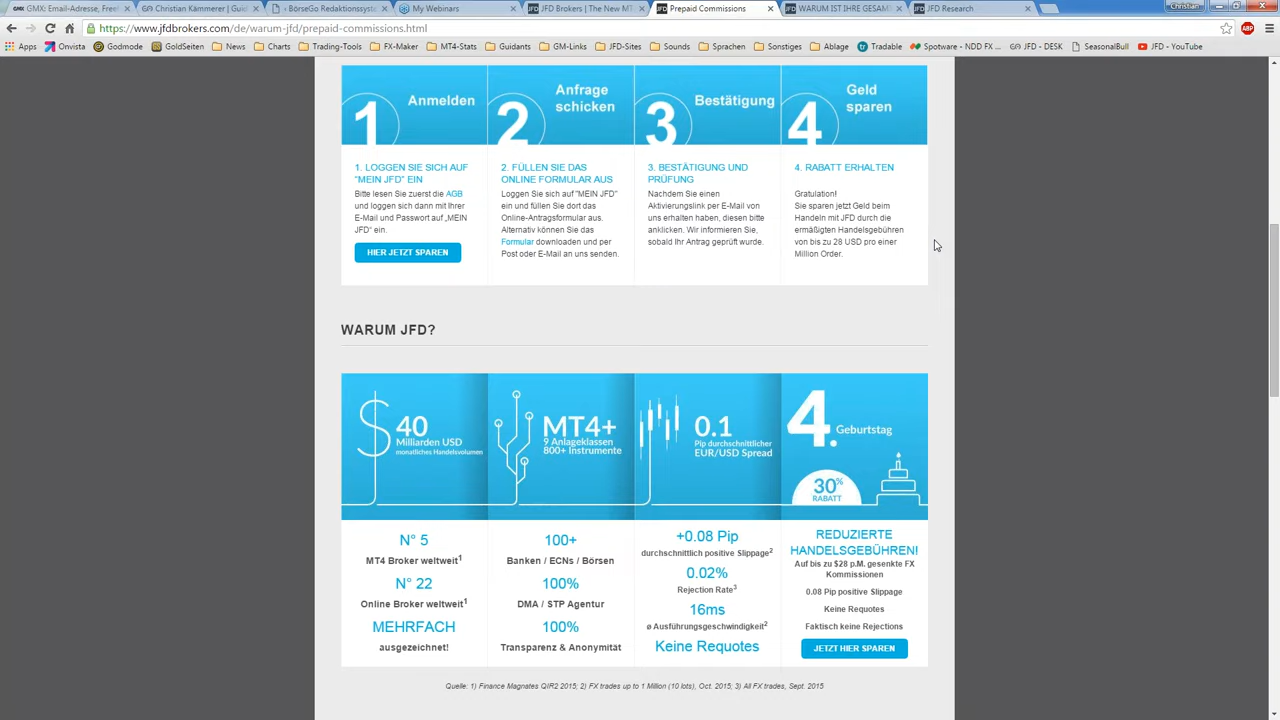 GMX: Email-Adresse, FreeM
Christian Kämmerer | Guid
BörseGo Redaktionssyste
My Webinars
JFD Brokers | The New MT
Prepaid Commissions
WARUM IST IHRE GESAM
JFD Research
Christian
https://www.jfdbrokers.com/de/warum-jfd/prepaid-commissions.html
Apps
Onvista
Godmode
GoldSeiten
News
Charts
Trading-Tools
FX-Maker
MT4-Stats
Guidants
GM-Links
JFD-Sites
Sounds
Sprachen
Sonstiges
Ablage
Tradable
Spotware - NDD FX ...
JFD - DESK
SeasonalBull
JFD - YouTube
1 Anmelden
2 Anfrage schicken
3 Bestätigung
4 Geld sparen
1. LOGGEN SIE SICH AUF
"MEIN JFD" EIN
Bitte lesen Sie zuerst die AGB
und loggen sich dann mit Ihrer
E-Mail und Passwort auf „MEIN
JFD“ ein.
HIER JETZT SPAREN
2. FÜLLEN SIE DAS
ONLINE FORMULAR AUS
Loggen Sie sich auf "MEIN JFD"
ein und füllen Sie dort das
Online-Antragsformular aus.
Alternativ können Sie das
Formular downloaden und per
Post oder E-Mail an uns senden.
3. BESTÄTIGUNG UND
PRÜFUNG
Nachdem Sie einen
Aktivierungslink per E-Mail von
uns erhalten haben, diesen bitte
anklicken. Wir informieren Sie,
sobald Ihr Antrag geprüft wurde.
4. RABATT ERHALTEN
Gratulation!
Sie sparen jetzt Geld beim
Handeln mit JFD durch die
ermäßigten Handelsgebühren
von bis zu 28 USD pro einer
Million Order.
WARUM JFD?
40
Milliarden USD
monatliches Handelsvolumen
N° 5
MT4 Broker weltweit1
N° 22
Online Broker weltweit1
MEHRFACH
ausgezeichnet!
MT4+
9 Anlageklassen
800+ Instrumente
100+
Banken / ECNs / Börsen
100%
DMA / STP Agentur
100%
Transparenz & Anonymität
0.1
Pip durchschnittlicher
EUR/USD Spread
+0.08 Pip
durchschnittlich positive Slippage2
0.02%
Rejection Rate3
16ms
ø Ausführungsgeschwindigkeit2
Keine Requotes
4. Geburtstag
30%
RABATT
REDUZIERTE
HANDELSGEBÜHREN!
Auf bis zu $28 p.M. gesenkte FX
Kommissionen
0.08 Pip positive Slippage
Keine Requotes
Faktisch keine Rejections
JETZT HIER SPAREN
Quelle: 1) Finance Magnates QIR2 2015; 2) FX trades up to 1 Million (10 lots), Oct. 2015; 3) All FX trades, Sept. 2015